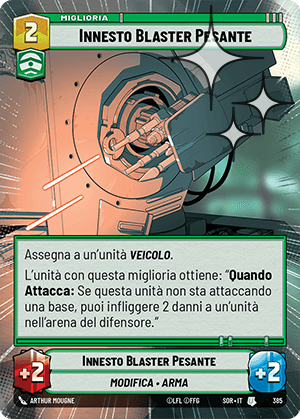 MIGLIORIA
2
INNESTO BLASTER PESANTE
Assegna a un'unità VEICOLO.
L'unità con questa miglioria ottiene: "Quando
Attacca: Se questa unità non sta attaccando
una base, puoi infliggere 2 danni a un'unità
nell'arena del difensore."
INNESTO BLASTER PESANTE
+2
MODIFICA • ARMA
+2
ARTHUR MOUGNE
©LFL ©FFG
SOR • IT
385